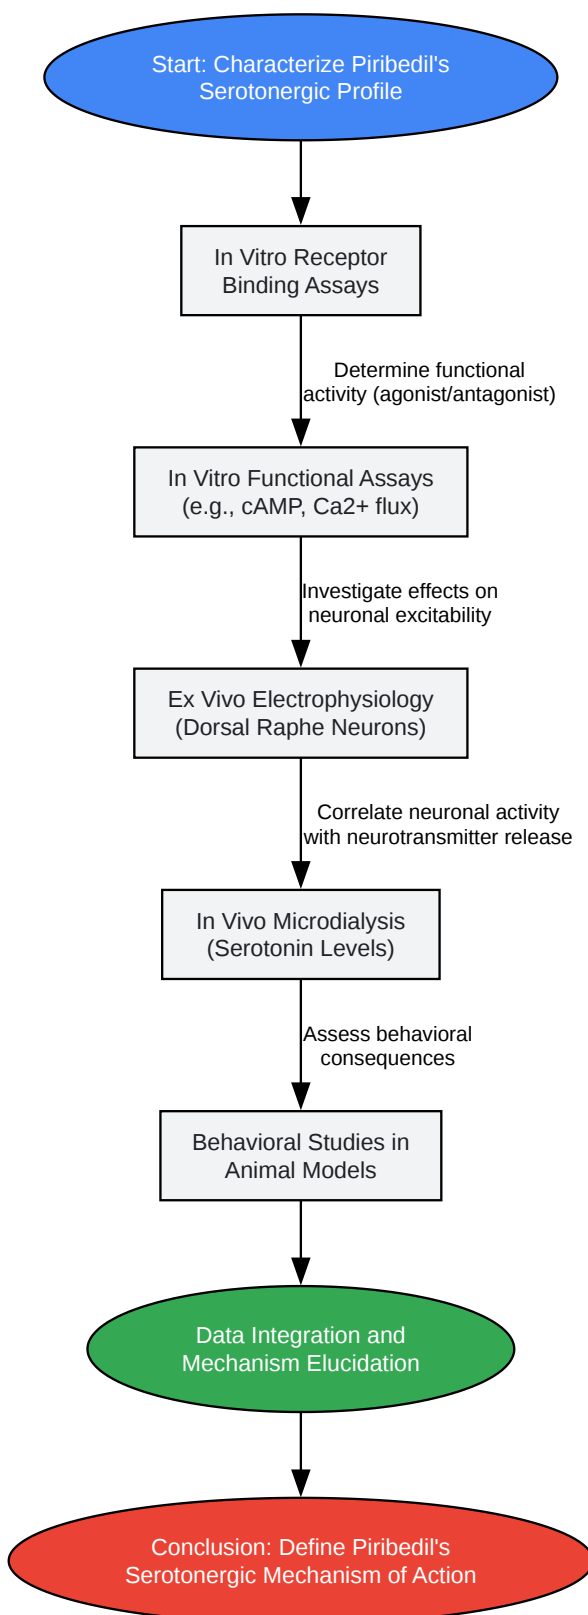 Start: Characterize Piribedil's
Serotonergic Profile
In Vitro Receptor
Binding Assays
Determine functional
activity (agonist/antagonist)
In Vitro Functional Assays
(e.g., cAMP, Ca2+ flux)
Investigate effects on
neuronal excitability
Ex Vivo Electrophysiology
(Dorsal Raphe Neurons)
Correlate neuronal activity
with neurotransmitter release
In Vivo Microdialysis
(Serotonin Levels)
Assess behavioral
consequences
Behavioral Studies in
Animal Models
Data Integration and
Mechanism Elucidation
Conclusion: Define Piribedil's
Serotonergic Mechanism of Action